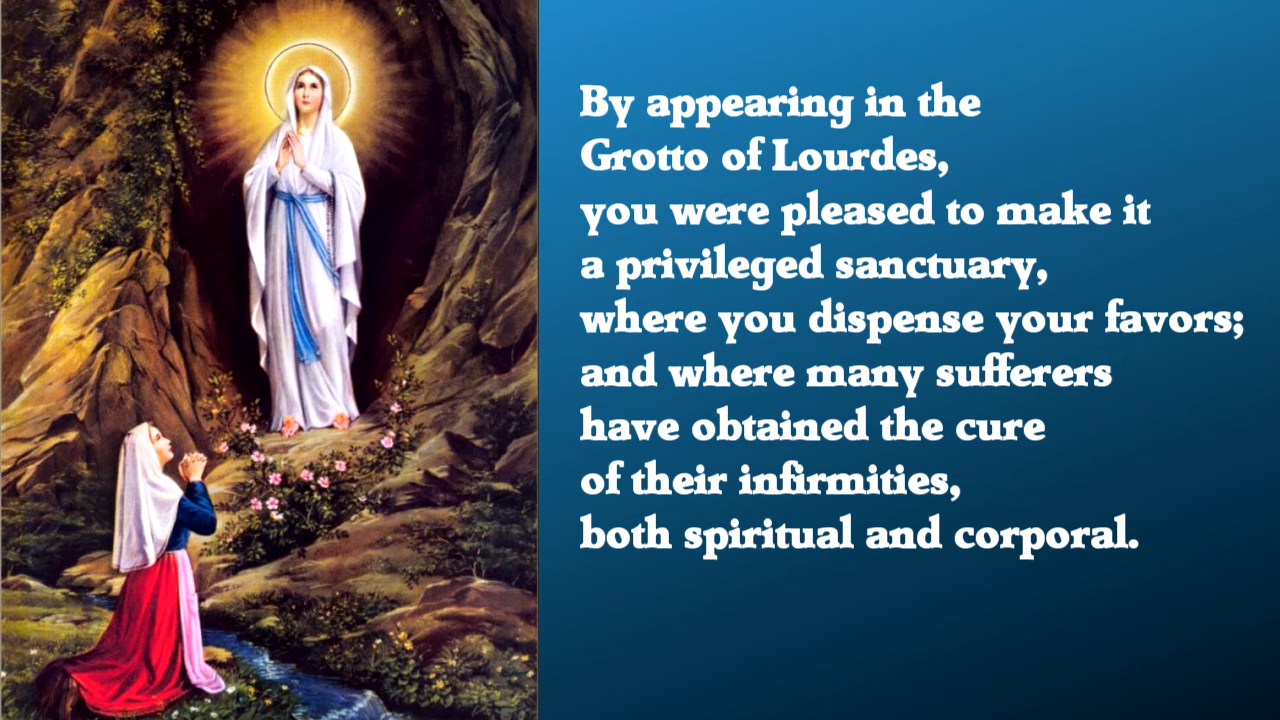 By appearing in the
Grotto of Lourdes,
you were pleased to make it
a privileged sanctuary,
where you dispense your favors;
and where many sufferers
have obtained the cure
of their infirmities,
both spiritual and corporal.